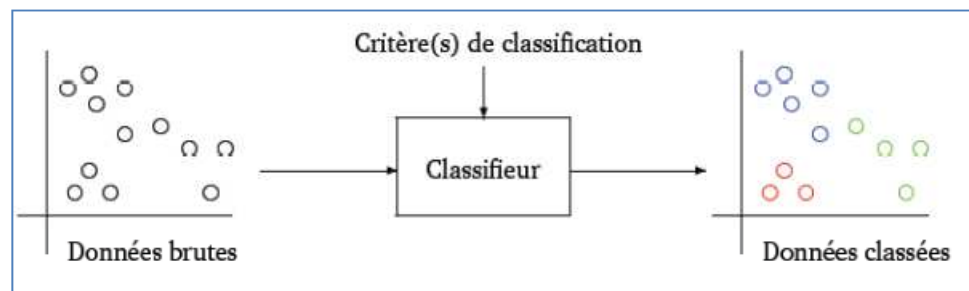 Critère(s) de classification
Classifieur
Données brutes
Données classées